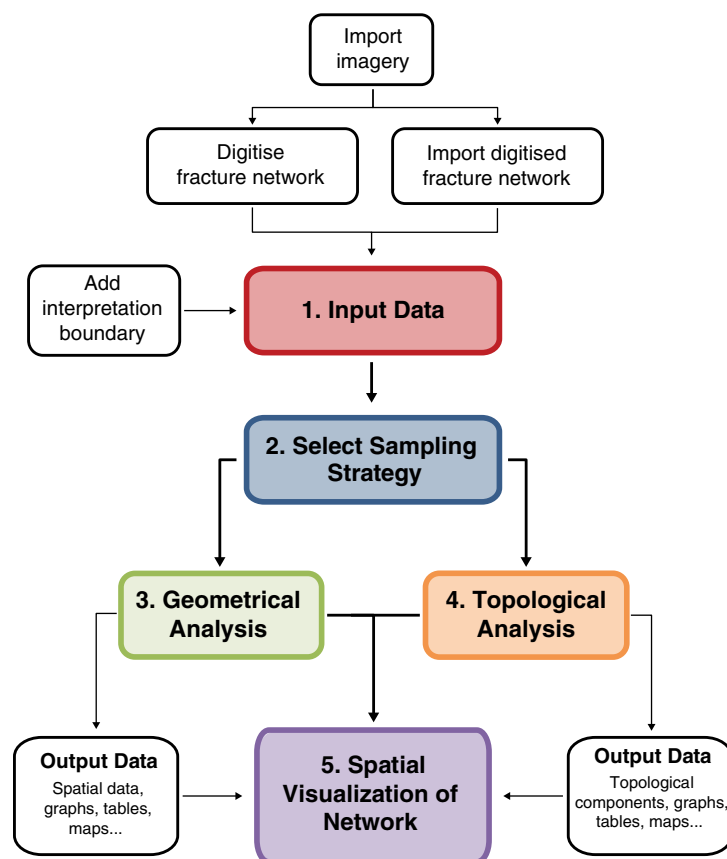 Import
imagery
Digitise
fracture network
Import digitised
fracture network
Add
interpretation
boundary
1. Input Data
2. Select Sampling
Strategy
3. Geometrical
Analysis
4. Topological
Analysis
Output Data
Spatial data,
graphs, tables,
maps...
5. Spatial
Visualization of
Network
Output Data
Topological
components, graphs,
tables, maps...